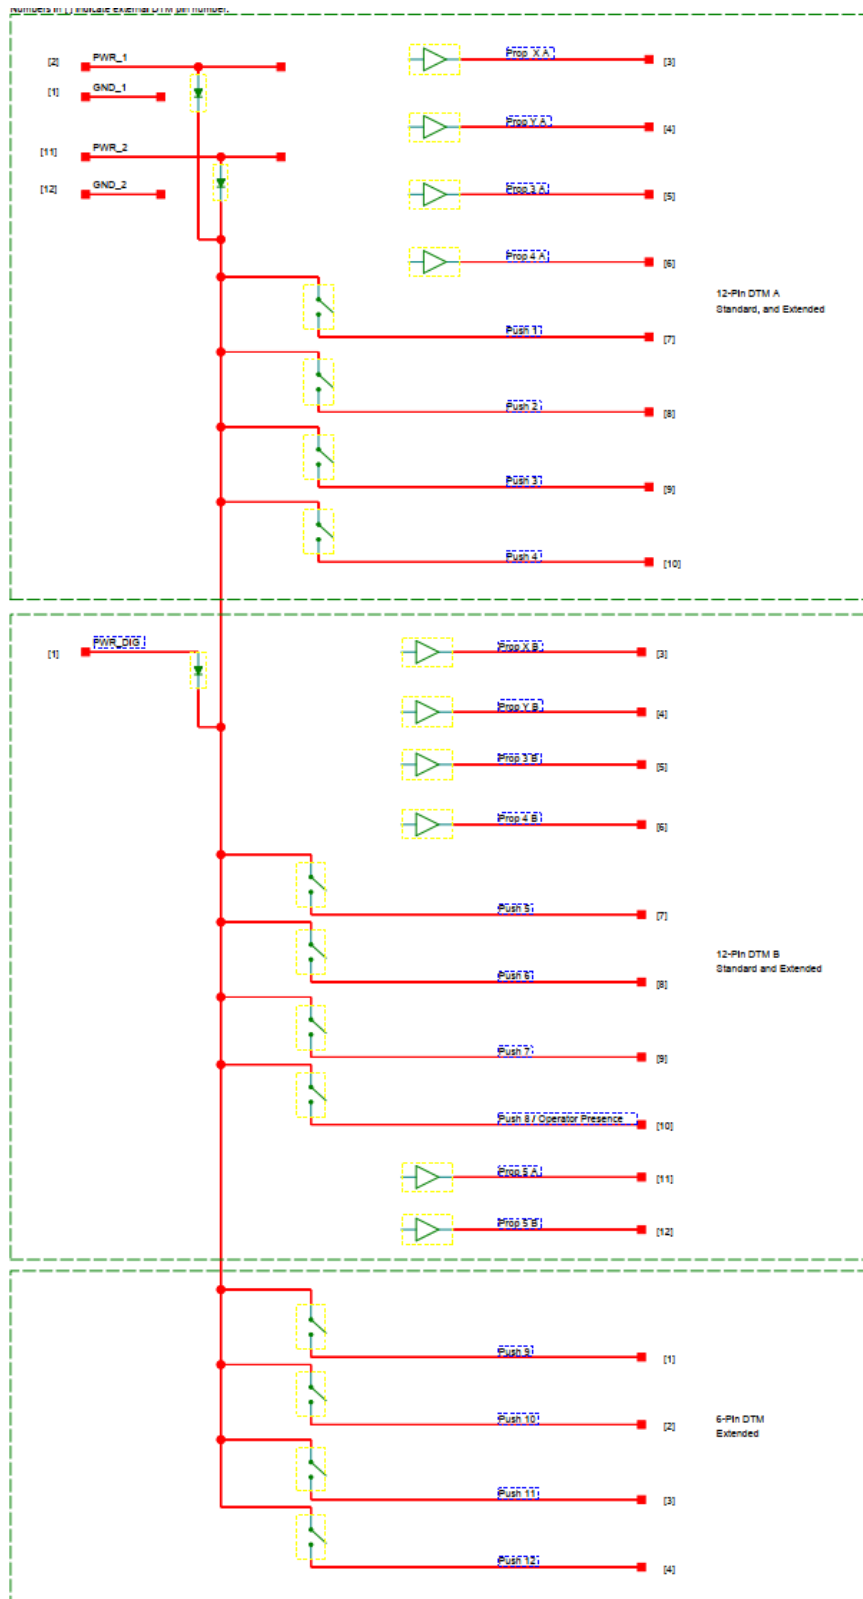 Numbers in [ ] indicate external DTM pin number.
[2] PWR_1
Prop X A [3]
[1] GND_1
Prop Y A [4]
[11] PWR_2
[12] GND_2
Prop 3 A [5]
Prop 4 A [6]
12-Pin DTM A
Standard, and Extended
Push 1 [7]
Push 2 [8]
Push 3 [9]
Push 4 [10]
[1] PWR_DIG
Prop X B [3]
Prop Y B [4]
Prop 3 B [5]
Prop 4 B [6]
Push 5 [7]
12-Pin DTM B
Standard and Extended
Push 6 [8]
Push 7 [9]
Push 8 / Operator Presence [10]
Prop 5 A [11]
Prop 5 B [12]
Push 9 [1]
Push 10 [2]
6-Pin DTM
Extended
Push 11 [3]
Push 12 [4]